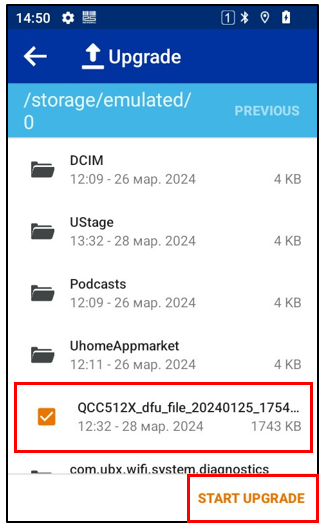 14:50
1
Upgrade
/storage/emulated/
0
PREVIOUS
DCIM
12:09 - 26 мар. 2024 4 KB
UStage
13:32 - 28 мар. 2024 4 KB
Podcasts
12:09 - 26 мар. 2024 4 KB
UhomeAppmarket
12:11 - 26 мар. 2024 4 KB
QCC512X_dfu_file_20240125_1754...
12:32 - 28 мар. 2024 1743 KB
com.ubx.wifi.system.diagnostics
START UPGRADE